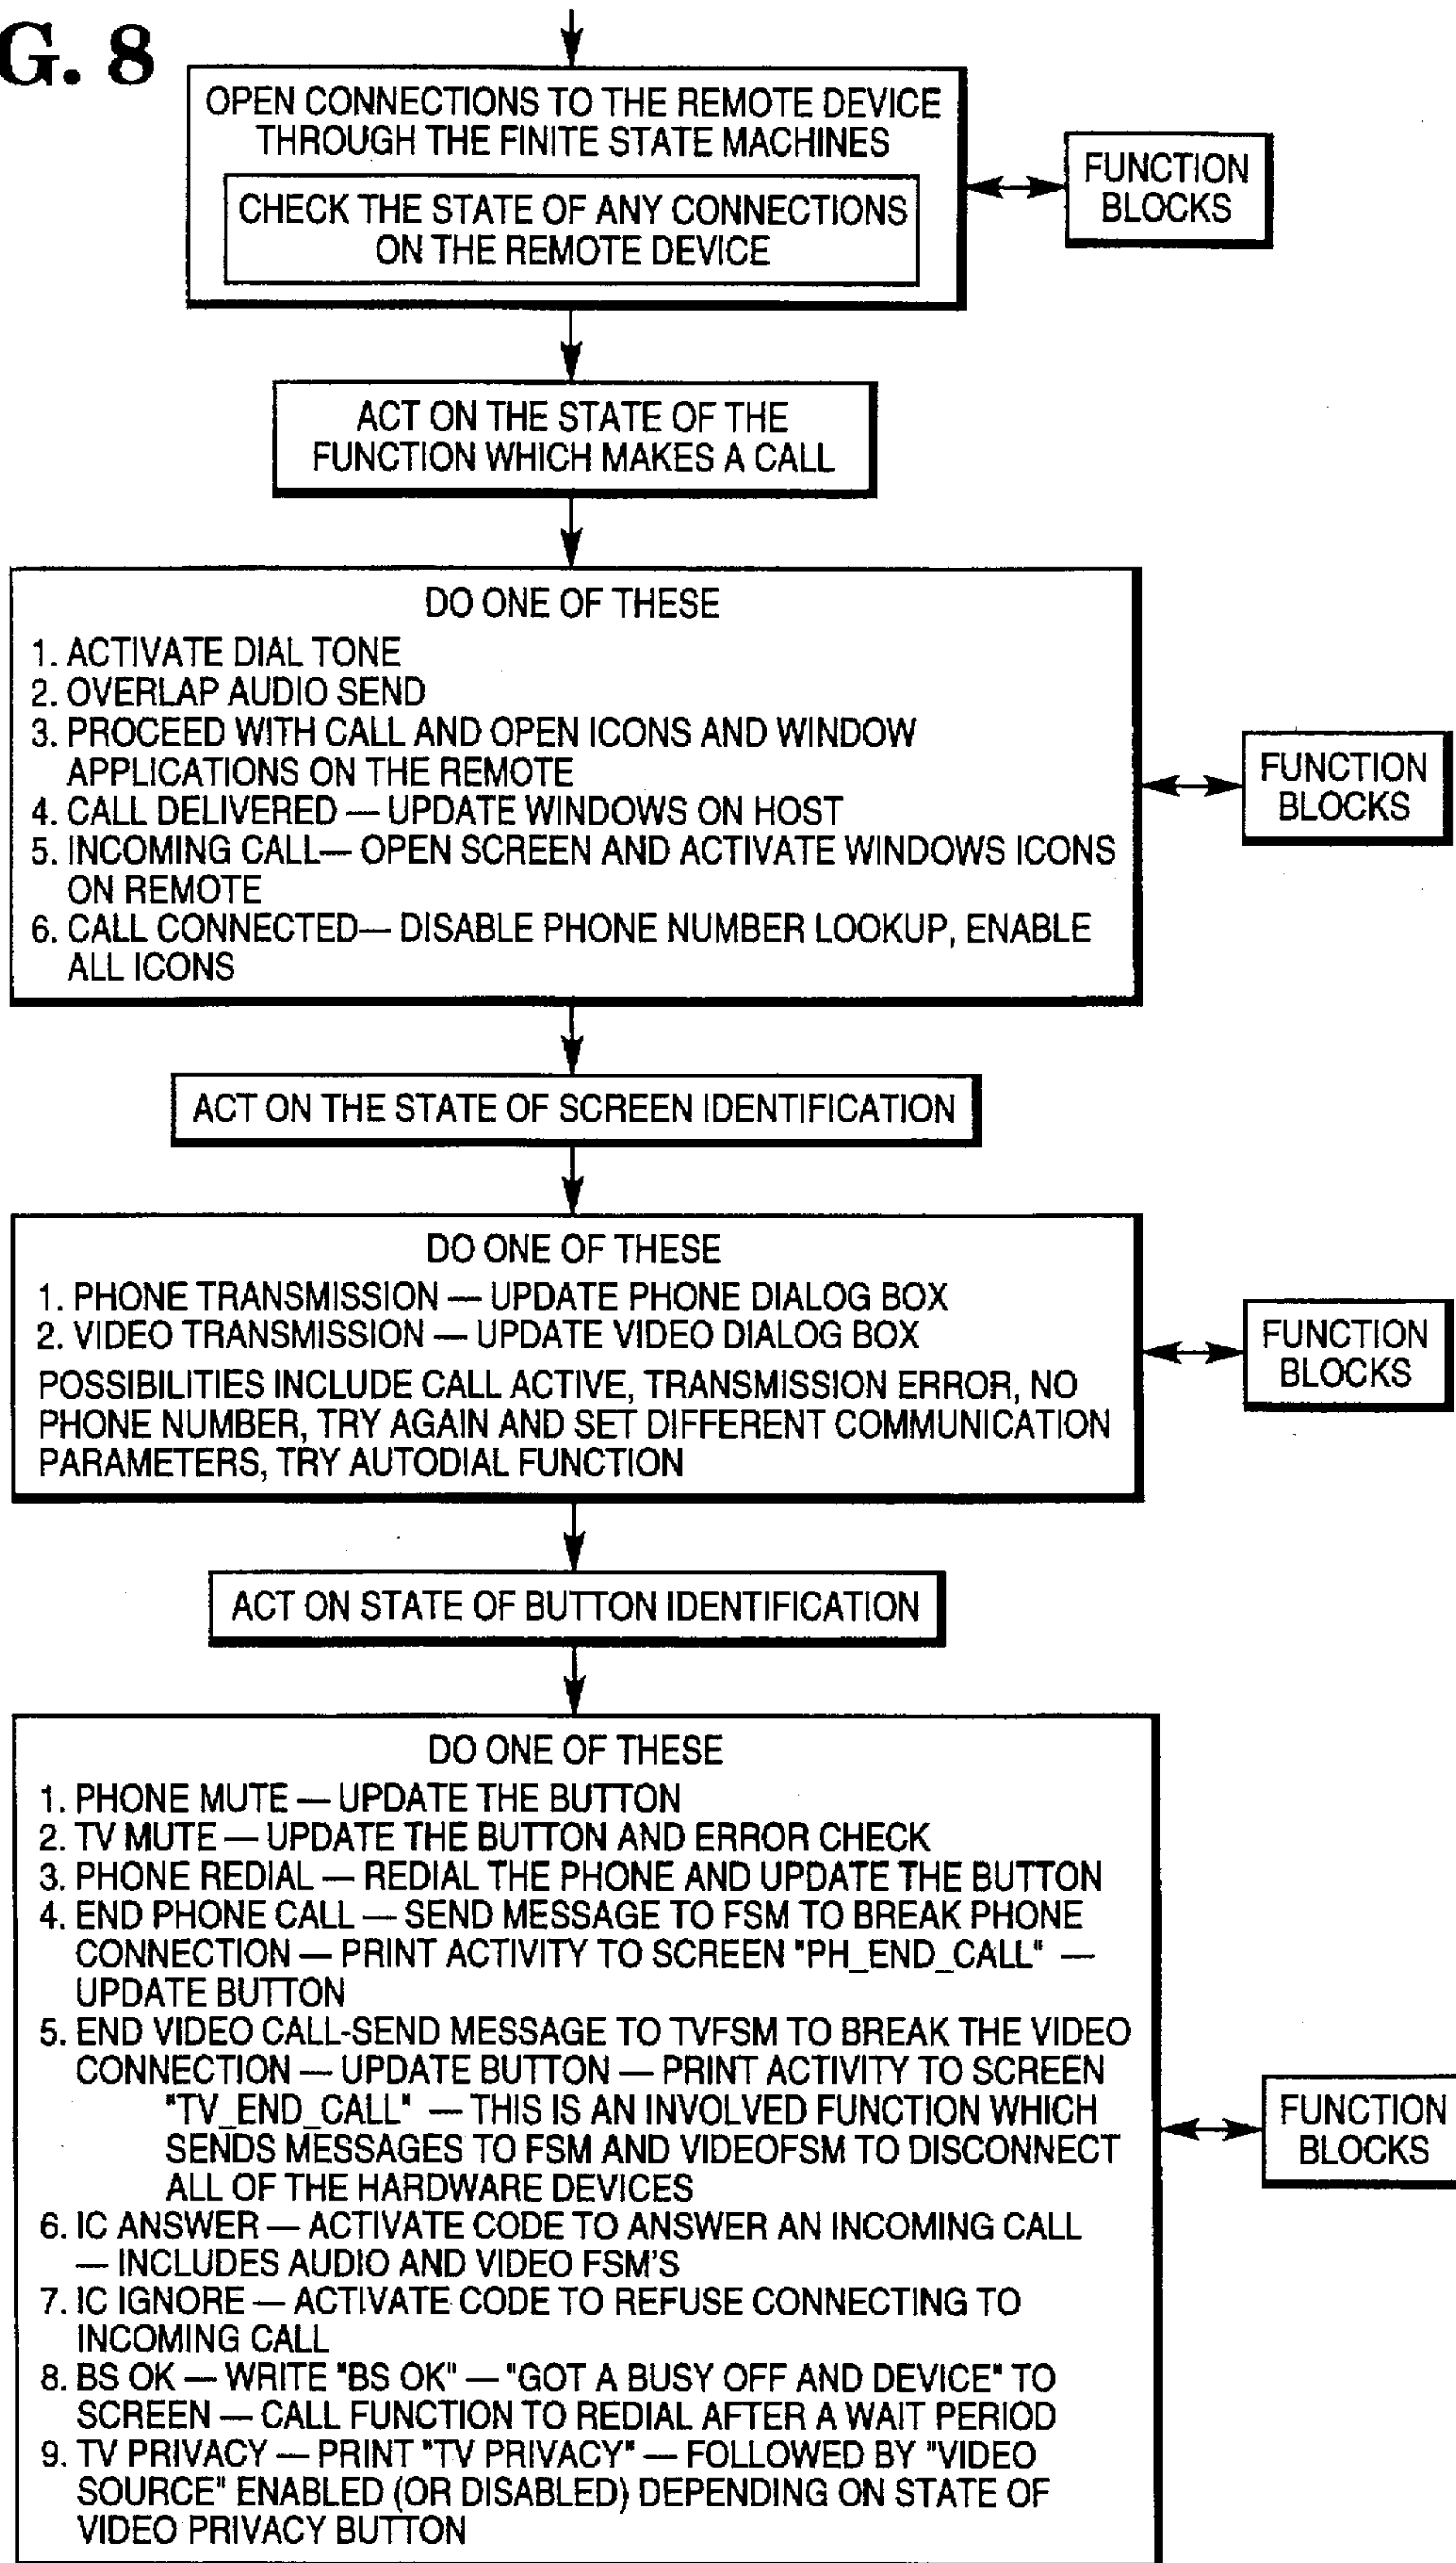 G. 8
OPEN CONNECTIONS TO THE REMOTE DEVICE
THROUGH THE FINITE STATE MACHINES
CHECK THE STATE OF ANY CONNECTIONS
ON THE REMOTE DEVICE
FUNCTION
BLOCKS
ACT ON THE STATE OF THE
FUNCTION WHICH MAKES A CALL
DO ONE OF THESE
1. ACTIVATE DIAL TONE
2. OVERLAP AUDIO SEND
3. PROCEED WITH CALL AND OPEN ICONS AND WINDOW
APPLICATIONS ON THE REMOTE
4. CALL DELIVERED — UPDATE WINDOWS ON HOST
5. INCOMING CALL— OPEN SCREEN AND ACTIVATE WINDOWS ICONS
ON REMOTE
6. CALL CONNECTED— DISABLE PHONE NUMBER LOOKUP, ENABLE
ALL ICONS
FUNCTION
BLOCKS
ACT ON THE STATE OF SCREEN IDENTIFICATION
DO ONE OF THESE
1. PHONE TRANSMISSION — UPDATE PHONE DIALOG BOX
2. VIDEO TRANSMISSION — UPDATE VIDEO DIALOG BOX
POSSIBILITIES INCLUDE CALL ACTIVE, TRANSMISSION ERROR, NO
PHONE NUMBER, TRY AGAIN AND SET DIFFERENT COMMUNICATION
PARAMETERS, TRY AUTODIAL FUNCTION
FUNCTION
BLOCKS
ACT ON STATE OF BUTTON IDENTIFICATION
DO ONE OF THESE
1. PHONE MUTE — UPDATE THE BUTTON
2. TV MUTE — UPDATE THE BUTTON AND ERROR CHECK
3. PHONE REDIAL — REDIAL THE PHONE AND UPDATE THE BUTTON
4. END PHONE CALL — SEND MESSAGE TO FSM TO BREAK PHONE
CONNECTION — PRINT ACTIVITY TO SCREEN "PH_END_CALL" —
UPDATE BUTTON
5. END VIDEO CALL-SEND MESSAGE TO TVFSM TO BREAK THE VIDEO
CONNECTION — UPDATE BUTTON — PRINT ACTIVITY TO SCREEN
"TV_END_CALL" — THIS IS AN INVOLVED FUNCTION WHICH
SENDS MESSAGES TO FSM AND VIDEOFSM TO DISCONNECT
ALL OF THE HARDWARE DEVICES
6. IC ANSWER — ACTIVATE CODE TO ANSWER AN INCOMING CALL
— INCLUDES AUDIO AND VIDEO FSM'S
7. IC IGNORE — ACTIVATE CODE TO REFUSE CONNECTING TO
INCOMING CALL
8. BS OK — WRITE "BS OK" — "GOT A BUSY OFF AND DEVICE" TO
SCREEN — CALL FUNCTION TO REDIAL AFTER A WAIT PERIOD
9. TV PRIVACY — PRINT "TV PRIVACY" — FOLLOWED BY "VIDEO
SOURCE" ENABLED (OR DISABLED) DEPENDING ON STATE OF
VIDEO PRIVACY BUTTON
FUNCTION
BLOCKS